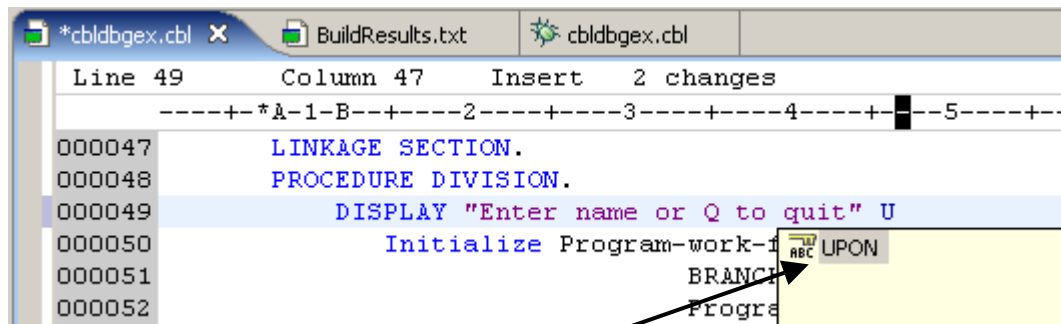 *cbldbgex.cbl BuildResults.txt cbldbgex.cbl
Line 49 Column 47 Insert 2 changes
----+-*A-1-B--+----2----+----3----+----4----+----5----+--
000047 LINKAGE SECTION.
000048 PROCEDURE DIVISION.
000049 DISPLAY "Enter name or Q to quit" U
000050 Initialize Program-work-f ABC UPON
000051 BRANCH
000052 Progra